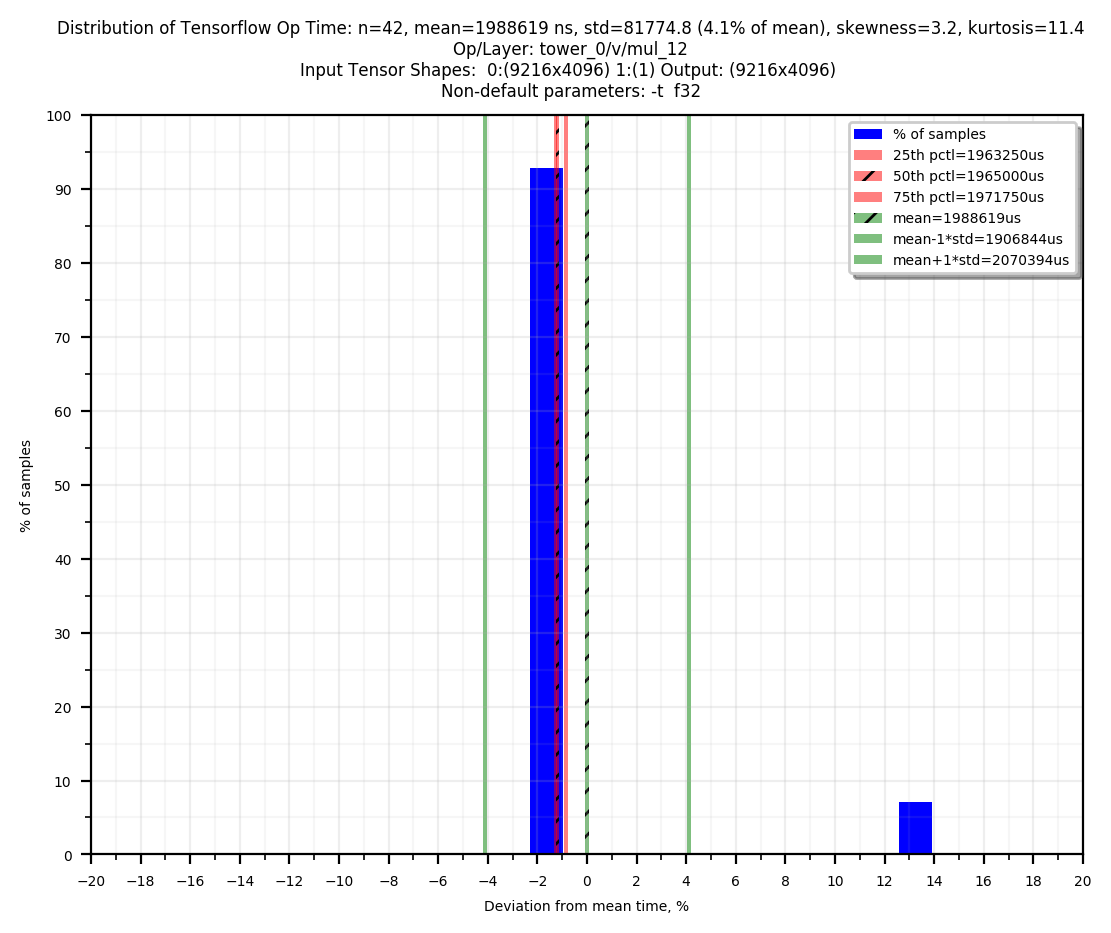 Distribution of Tensorflow Op Time: n=42, mean=1988619 ns, std=81774.8 (4.1% of mean), skewness=3.2, kurtosis=11.4
Op/Layer: tower_0/v/mul_12
Input Tensor Shapes:  0:(9216x4096) 1:(1) Output: (9216x4096)
Non-default parameters: -t  f32
% of samples
25th pctl=1963250us
50th pctl=1965000us
75th pctl=1971750us
mean=1988619us
mean-1*std=1906844us
mean+1*std=2070394us
100
90
80
70
60
50
40
30
20
10
0
% of samples
−20 −18 −16 −14 −12 −10 −8 −6 −4 −2 0 2 4 6 8 10 12 14 16 18 20
Deviation from mean time, %